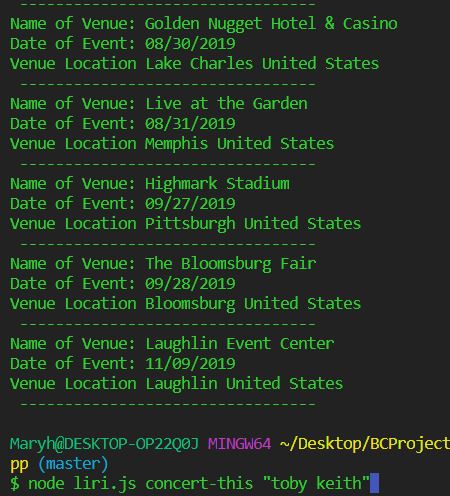 ---------------------------------
Name of Venue: Golden Nugget Hotel & Casino
Date of Event: 08/30/2019
Venue Location Lake Charles United States
---------------------------------
Name of Venue: Live at the Garden
Date of Event: 08/31/2019
Venue Location Memphis United States
---------------------------------
Name of Venue: Highmark Stadium
Date of Event: 09/27/2019
Venue Location Pittsburgh United States
---------------------------------
Name of Venue: The Bloomsburg Fair
Date of Event: 09/28/2019
Venue Location Bloomsburg United States
---------------------------------
Name of Venue: Laughlin Event Center
Date of Event: 11/09/2019
Venue Location Laughlin United States
---------------------------------
Maryh@DESKTOP-OP22Q0J MINGW64 ~/Desktop/BCProject
pp (master)
$ node liri.js concert-this "toby keith"